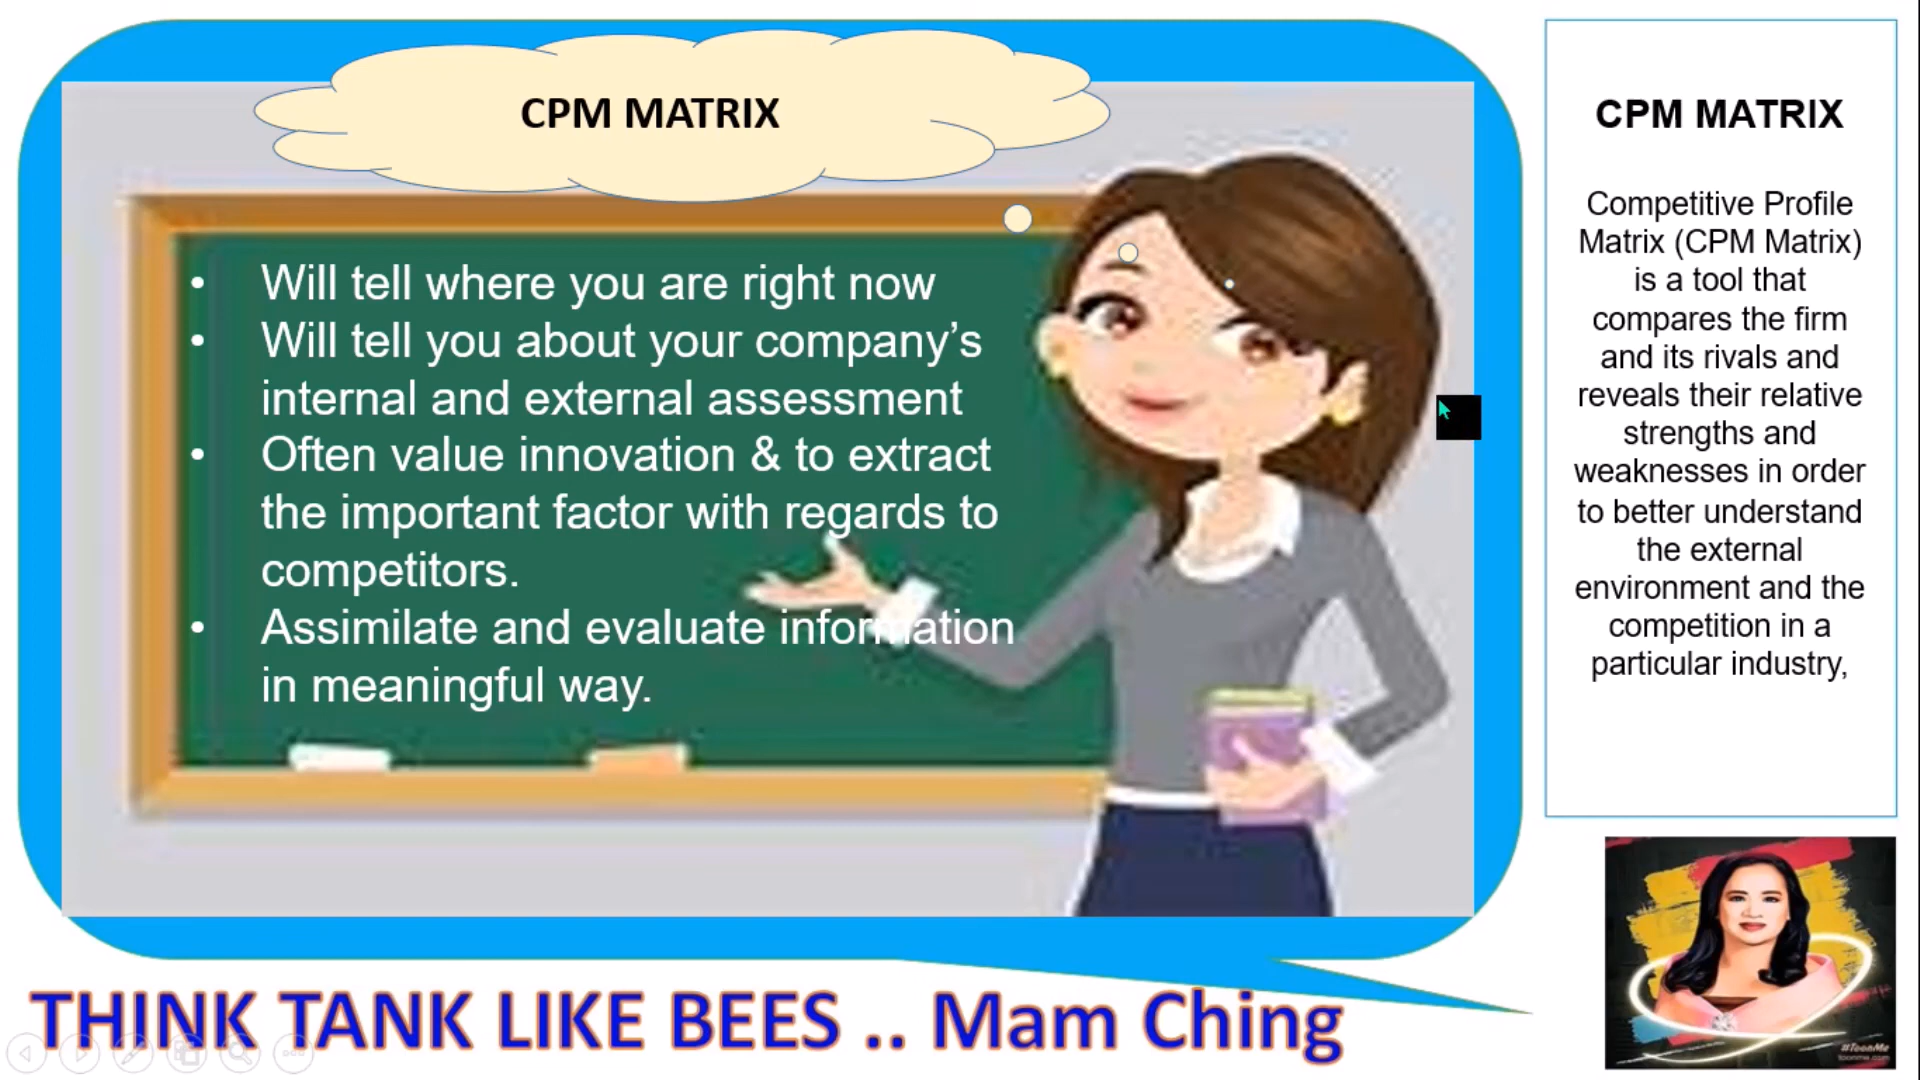 CPM MATRIX
• Will tell where you are right now
• Will tell you about your company’s
internal and external assessment
• Often value innovation & to extract
the important factor with regards to
competitors.
• Assimilate and evaluate information
in meaningful way.
CPM MATRIX
Competitive Profile
Matrix (CPM Matrix)
is a tool that
compares the firm
and its rivals and
reveals their relative
strengths and
weaknesses in order
to better understand
the external
environment and the
competition in a
particular industry,
#ToonMe
toonme.com
THINK TANK LIKE BEES .. Mam Ching